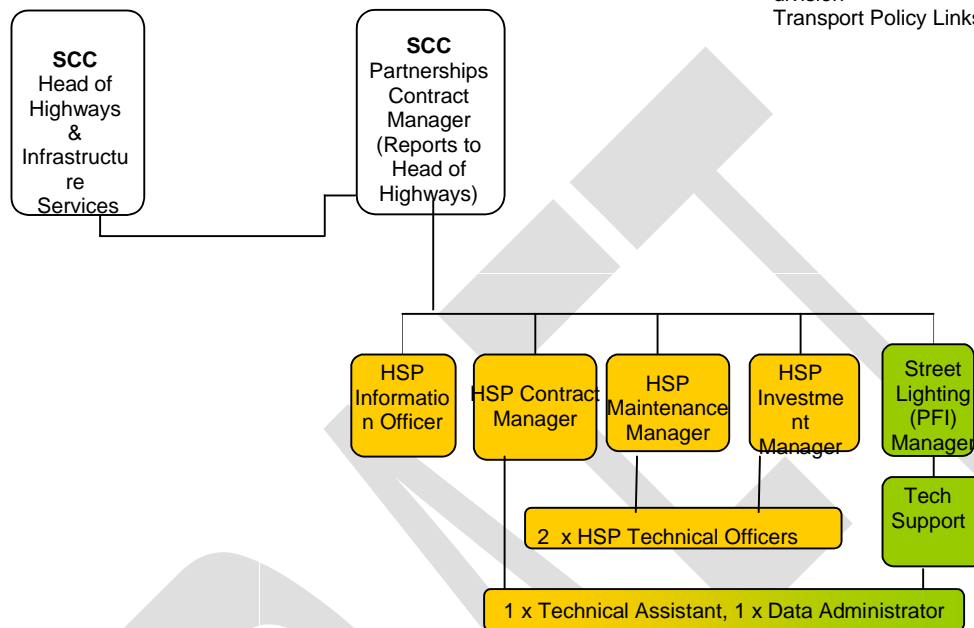 Transport Policy Links
SCC
Head of
Highways
&
Infrastructu
re
Services
SCC
Partnerships
Contract
Manager
(Reports to
Head of
Highways)
HSP
Informatio
n Officer
HSP Contract
Manager
HSP
Maintenance
Manager
HSP
Investme
nt
Manager
Street
Lighting
(PFI)
Manager
Tech
Support
2 x HSP Technical Officers
1 x Technical Assistant, 1 x Data Administrator